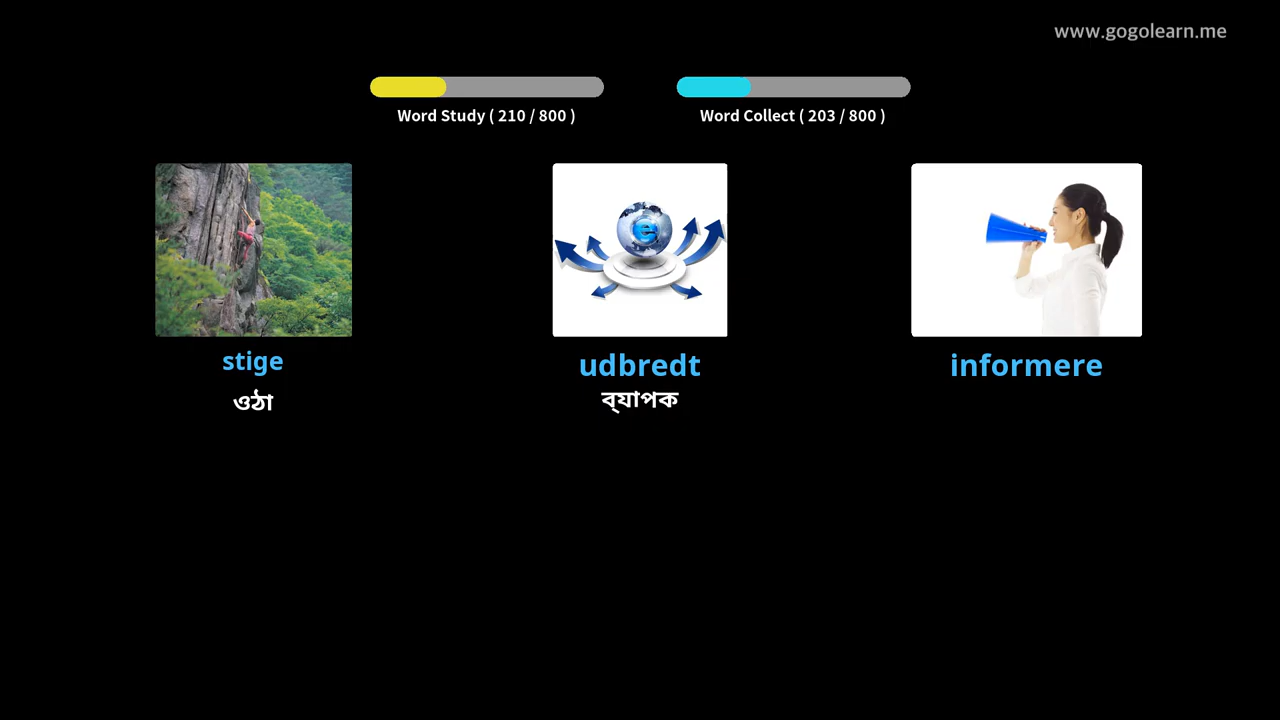 www.gogolearn.me
Word Study ( 210 / 800 )
Word Collect ( 203 / 800 )
e
stige
udbredt
informere
ওঠা
ব্যাপক